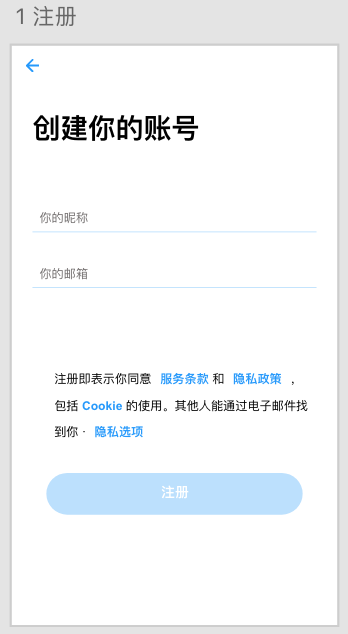 1 注册
创建你的账号
你的昵称
你的邮箱
注册即表示你同意 服务条款 和 隐私政策 ，
包括 Cookie 的使用。其他人能通过电子邮件找
到你 · 隐私选项
注册